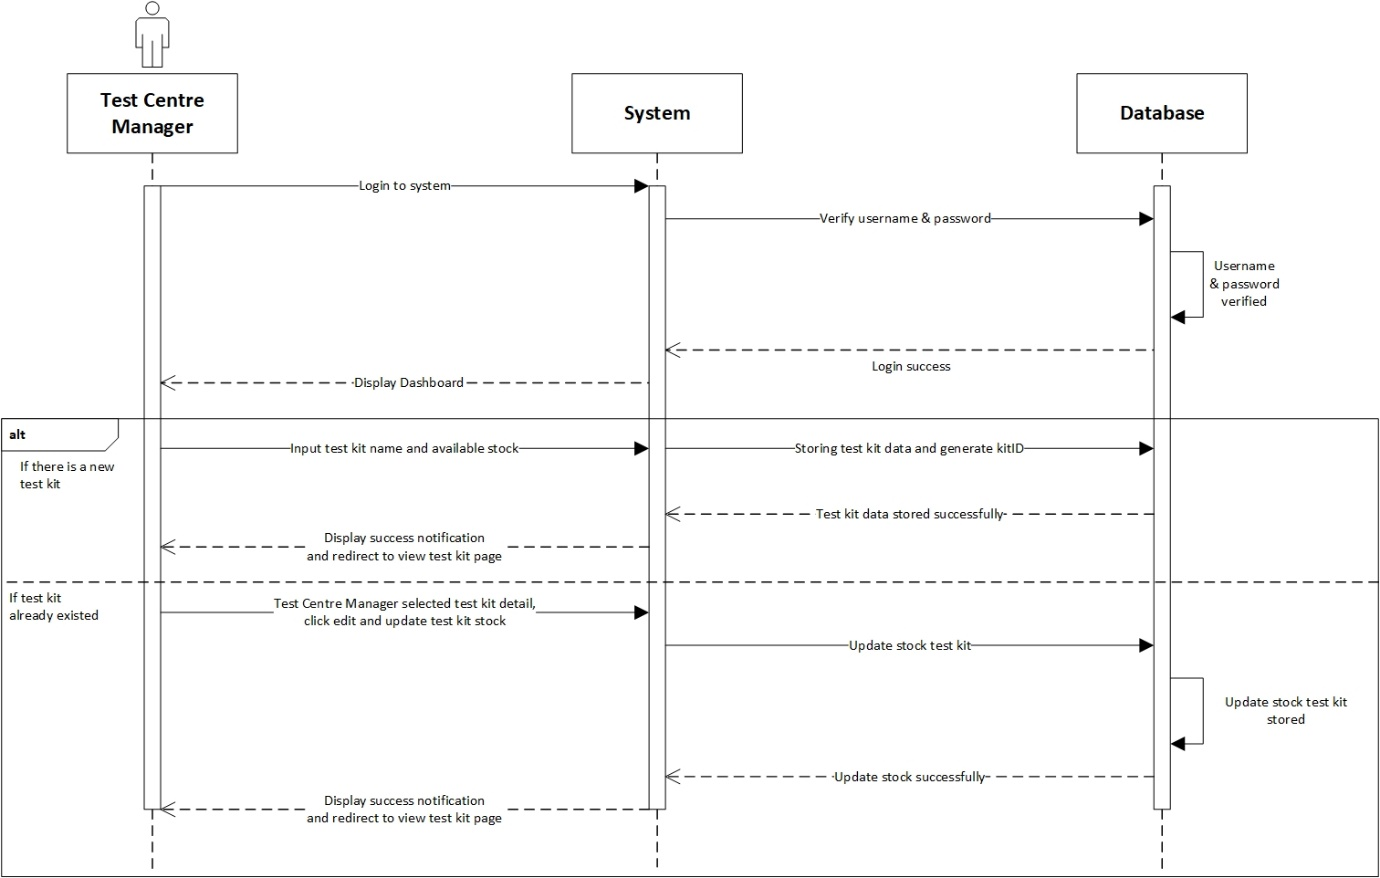 Test Centre
Manager
System
Database
Login to system
Verify username & password
Username
& password
verified
Login success
Display Dashboard
alt
If there is a new
test kit
Input test kit name and available stock
Storing test kit data and generate kitID
Test kit data stored successfully
Display success notification
and redirect to view test kit page
If test kit
already existed
Test Centre Manager selected test kit detail,
click edit and update test kit stock
Update stock test kit
Update stock test kit
stored
Update stock successfully
Display success notification
and redirect to view test kit page